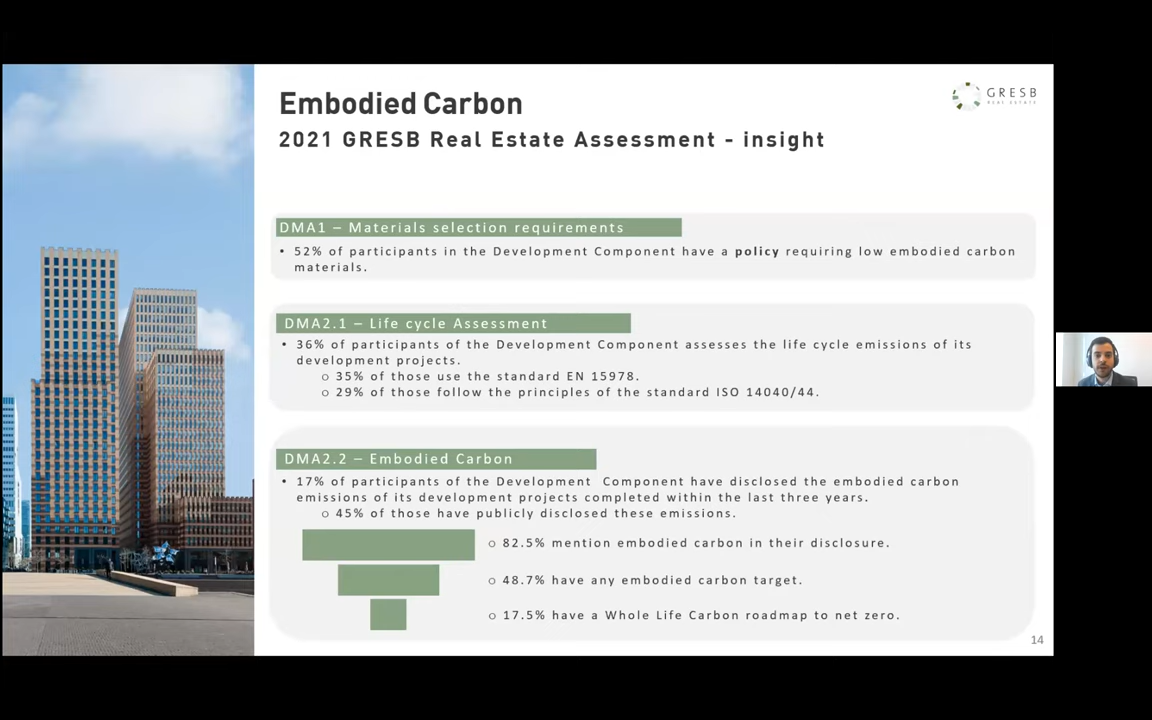 Embodied Carbon
2021 GRESB Real Estate Assessment - insight
GRESB
REAL ESTATE
DMA1 – Materials selection requirements
• 52% of participants in the Development Component have a policy requiring low embodied carbon
materials.
DMA2.1 – Life cycle Assessment
• 36% of participants of the Development Component assesses the life cycle emissions of its
development projects.
o 35% of those use the standard EN 15978.
o 29% of those follow the principles of the standard ISO 14040/44.
DMA2.2 – Embodied Carbon
• 17% of participants of the Development Component have disclosed the embodied carbon
emissions of its development projects completed within the last three years.
o 45% of those have publicly disclosed these emissions.
o 82.5% mention embodied carbon in their disclosure.
o 48.7% have any embodied carbon target.
o 17.5% have a Whole Life Carbon roadmap to net zero.
14